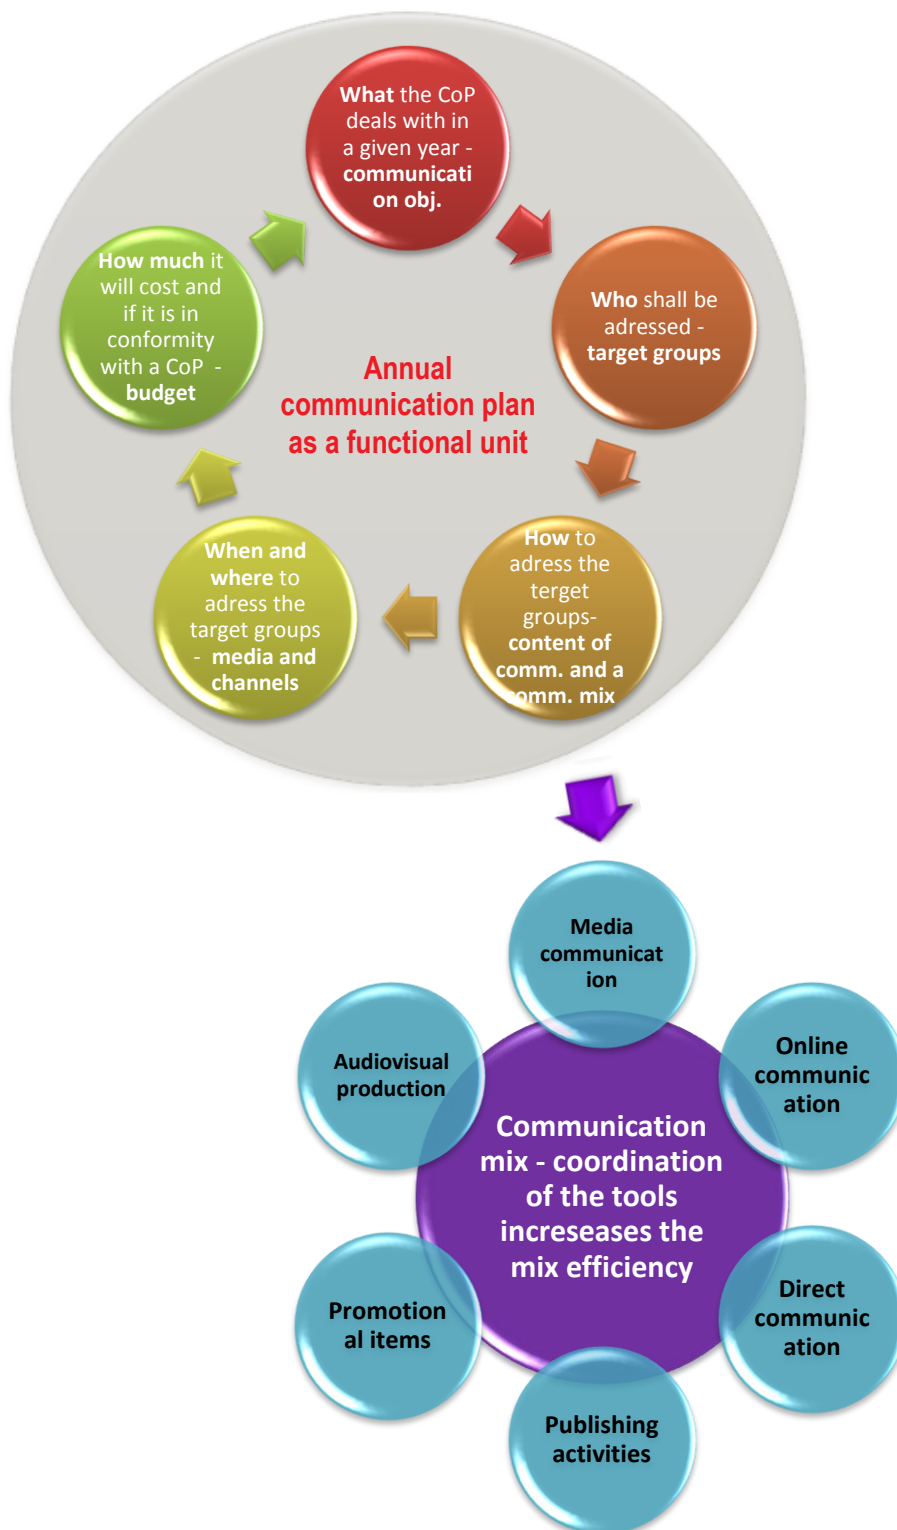 What the CoP
deals with in
a given year -
communicati
on obj.
How much it
will cost and
if it is in
conformity
with a CoP -
budget
Who shall be
adressed -
target groups
Annual
communication plan
as a functional unit
When and
where to
adress the
target groups
- media and
channels
How to
adress the
terget
groups-
content of
comm. and a
comm. mix
Media
communicat
ion
Audiovisual
production
Online
communic
ation
Communication
mix - coordination
of the tools
increseases the
mix efficiency
Promotion
al items
Direct
communic
ation
Publishing
activities